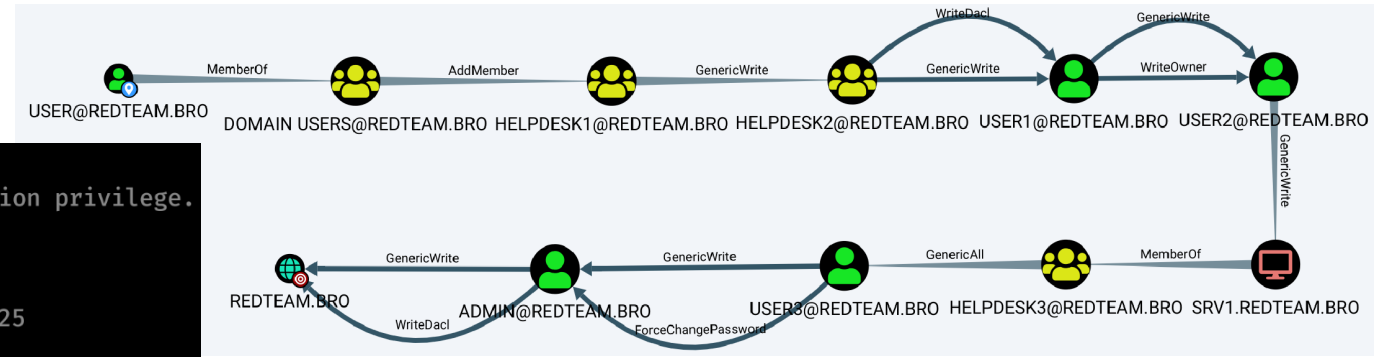 WriteDacl
GenericWrite
MemberOf
AddMember
GenericWrite
GenericWrite
WriteOwner
USER@REDTEAM.BRO
DOMAIN USERS@REDTEAM.BRO
HELPDESK1@REDTEAM.BRO
HELPDESK2@REDTEAM.BRO
USER1@REDTEAM.BRO
USER2@REDTEAM.BRO
GenericWrite
ion privilege.
25
GenericWrite
GenericWrite
GenericAll
MemberOf
REDTEAM.BRO
ADMIN@REDTEAM.BRO
USER3@REDTEAM.BRO
HELPDESK3@REDTEAM.BRO
SRV1.REDTEAM.BRO
WriteDacl
ForceChangePassword